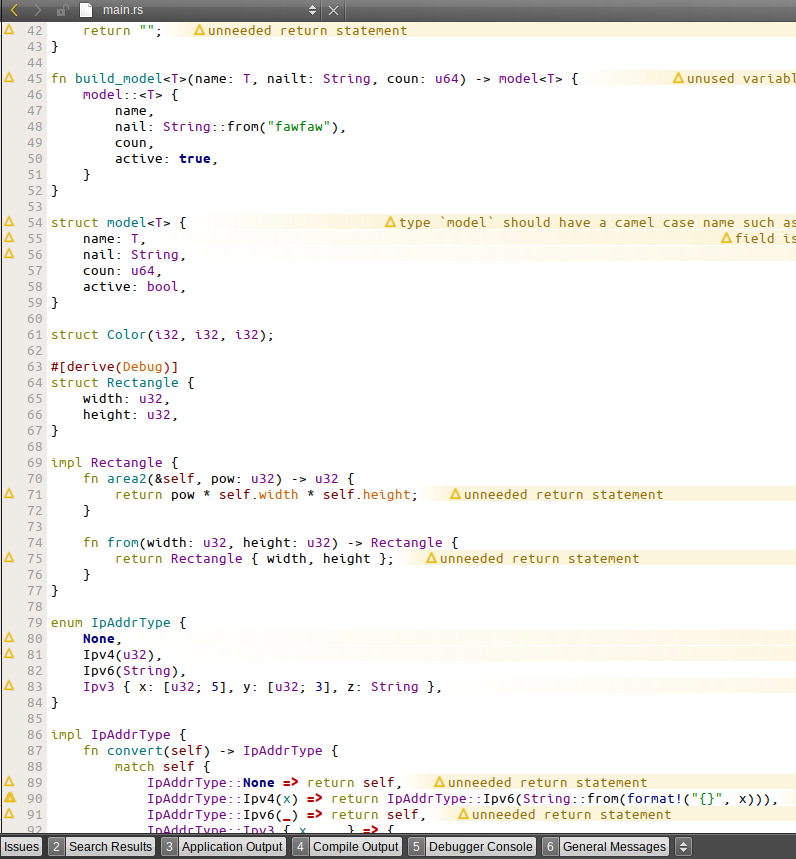 main.rs
42 return ""; unneeded return statement
43 }
44
45 fn build_model<T>(name: T, nailt: String, coun: u64) -> model<T> { unused variabl
46 model::<T> {
47 name,
48 nail: String::from("fawfaw"),
49 coun,
50 active: true,
51 }
52 }
53
54 struct model<T> { type `model` should have a camel case name such as
55 name: T, field is
56 nail: String,
57 coun: u64,
58 active: bool,
59 }
60
61 struct Color(i32, i32, i32);
62
63 #[derive(Debug)]
64 struct Rectangle {
65 width: u32,
66 height: u32,
67 }
68
69 impl Rectangle {
70 fn area2(&self, pow: u32) -> u32 {
71 return pow * self.width * self.height; unneeded return statement
72 }
73
74 fn from(width: u32, height: u32) -> Rectangle {
75 return Rectangle { width, height }; unneeded return statement
76 }
77 }
78
79 enum IpAddrType {
80 None,
81 Ipv4(u32),
82 Ipv6(String),
83 Ipv3 { x: [u32; 5], y: [u32; 3], z: String },
84 }
85
86 impl IpAddrType {
87 fn convert(self) -> IpAddrType {
88 match self {
89 IpAddrType::None => return self, unneeded return statement
90 IpAddrType::Ipv4(x) => return IpAddrType::Ipv6(String::from(format!("{}", x))),
91 IpAddrType::Ipv6(_) => return self, unneeded return statement
92 IpAddrType::Ipv3 { x, .. } => {
Issues 2 Search Results 3 Application Output 4 Compile Output 5 Debugger Console 6 General Messages